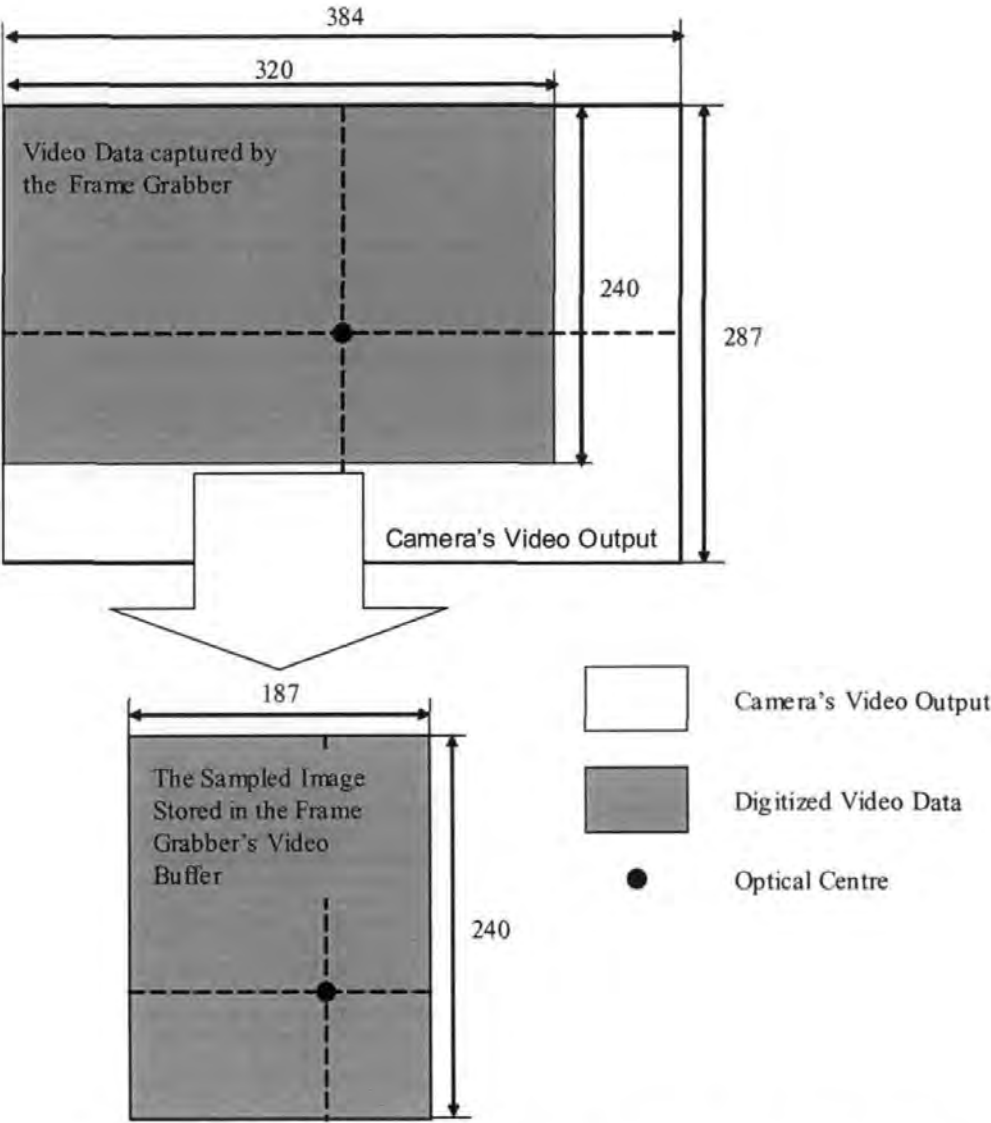 384
320
Video Data captured by
the Frame Grabber
240
287
Camera's Video Output
187
The Sampled Image
Stored in the Frame
Grabber's Video
Buffer
240
Camera's Video Output
Digitized Video Data
Optical Centre